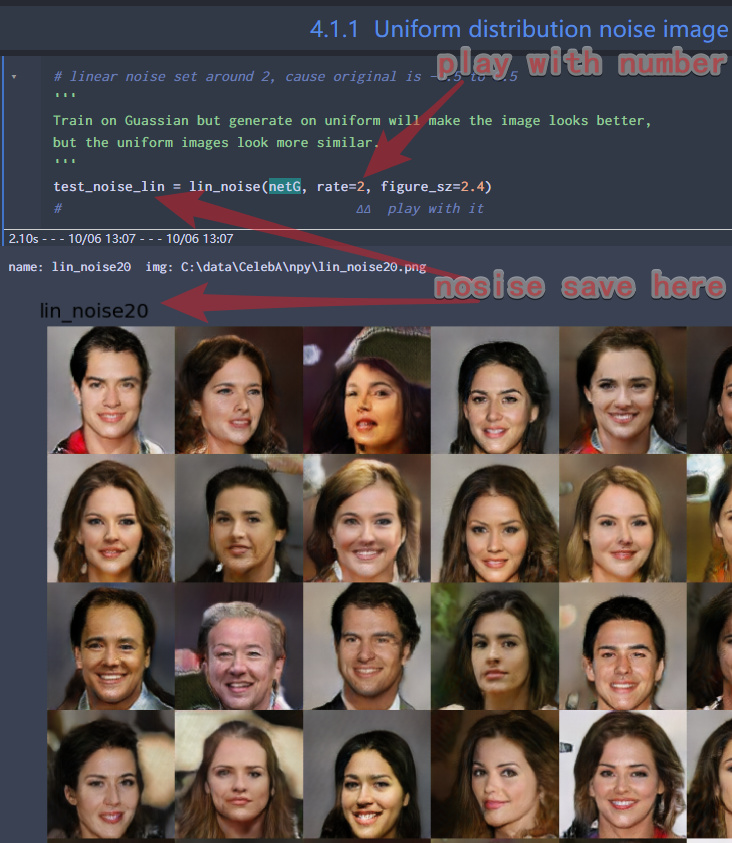 4.1.1 Uniform distribution noise image
play with number
# linear noise set around 2, cause original is -.5 to .5
'''
Train on Guassian but generate on uniform will make the image looks better,
but the uniform images look more similar.
'''
test_noise_lin = lin_noise(netG, rate=2, figure_sz=2.4)
# ΔΔ play with it
2.10s - - - 10/06 13:07 - - - 10/06 13:07
name: lin_noise20 img: C:\data\CelebA\npy\lin_noise20.png
nosise save here
lin_noise20